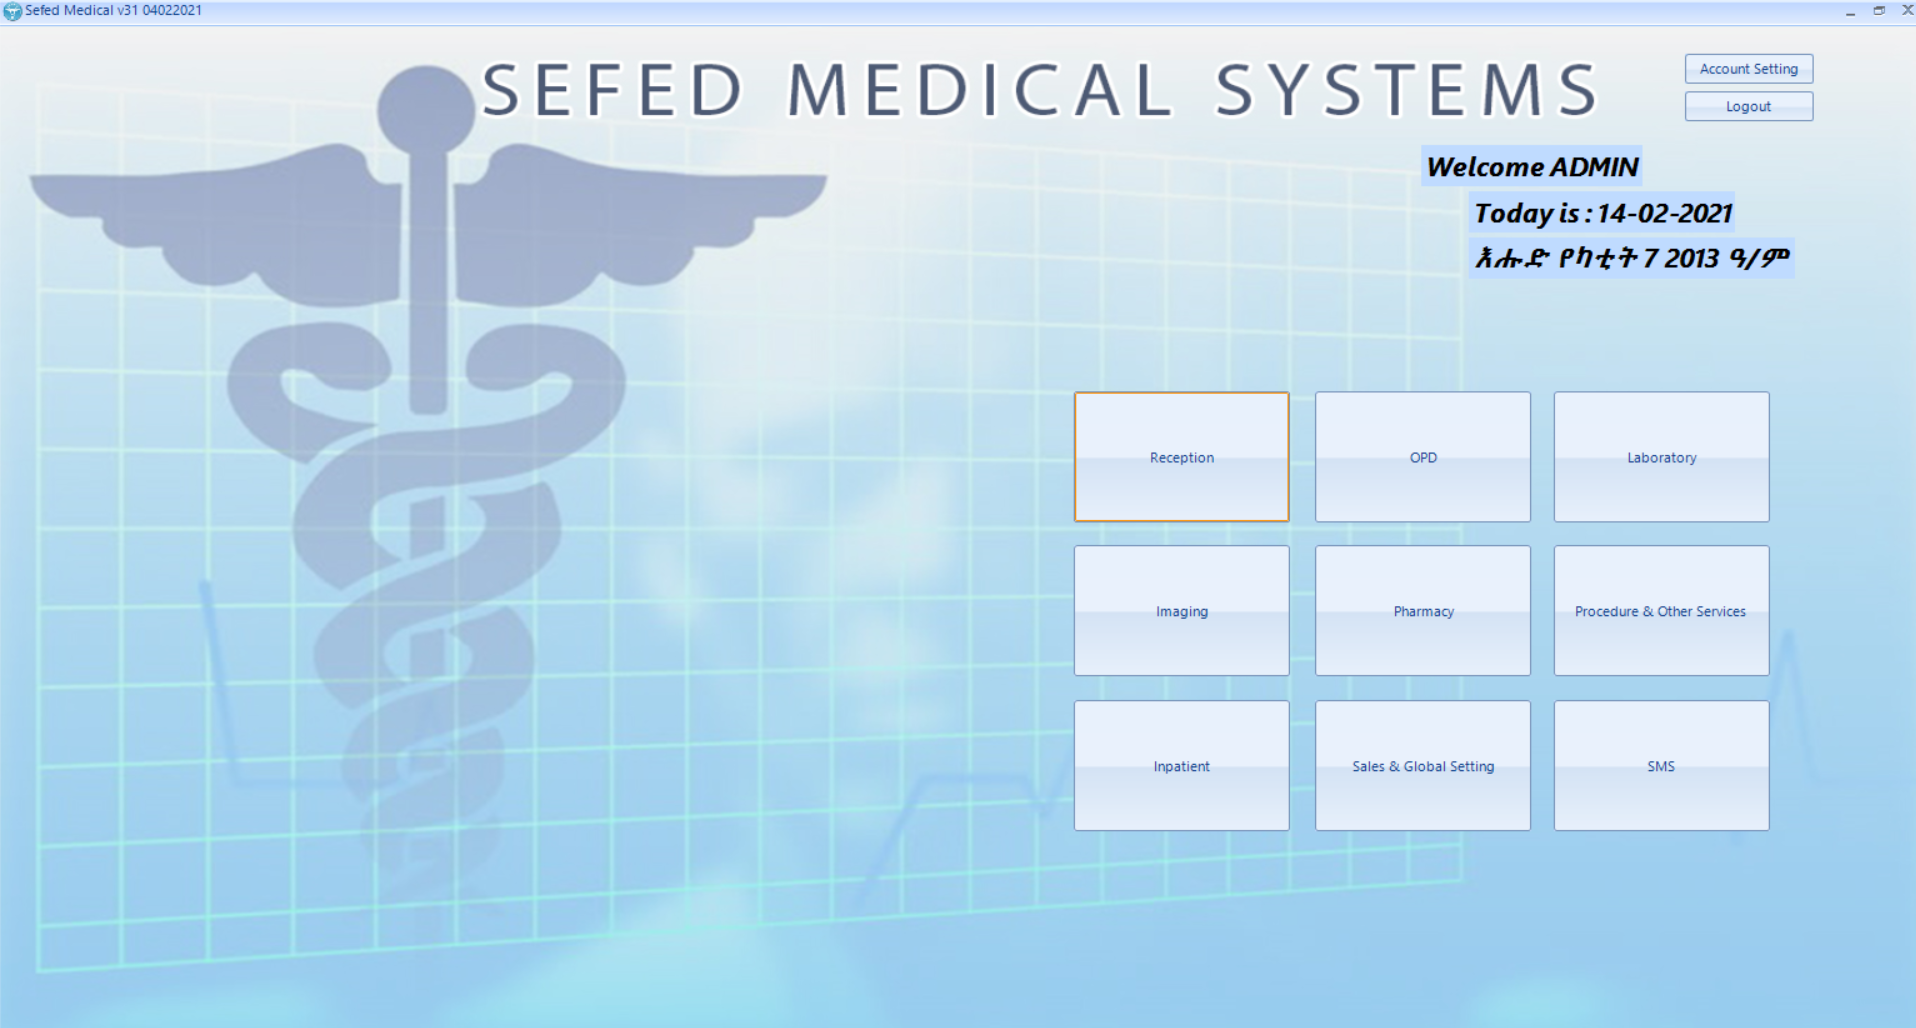 Sefed Medical v31 04022021
SEFED MEDICAL SYSTEMS
Account Setting
Logout
Welcome ADMIN
Today is : 14-02-2021
እሑድ የካቲት 7 2013 ዓ/ም
Reception
OPD
Laboratory
Imaging
Pharmacy
Procedure & Other Services
Inpatient
Sales & Global Setting
SMS